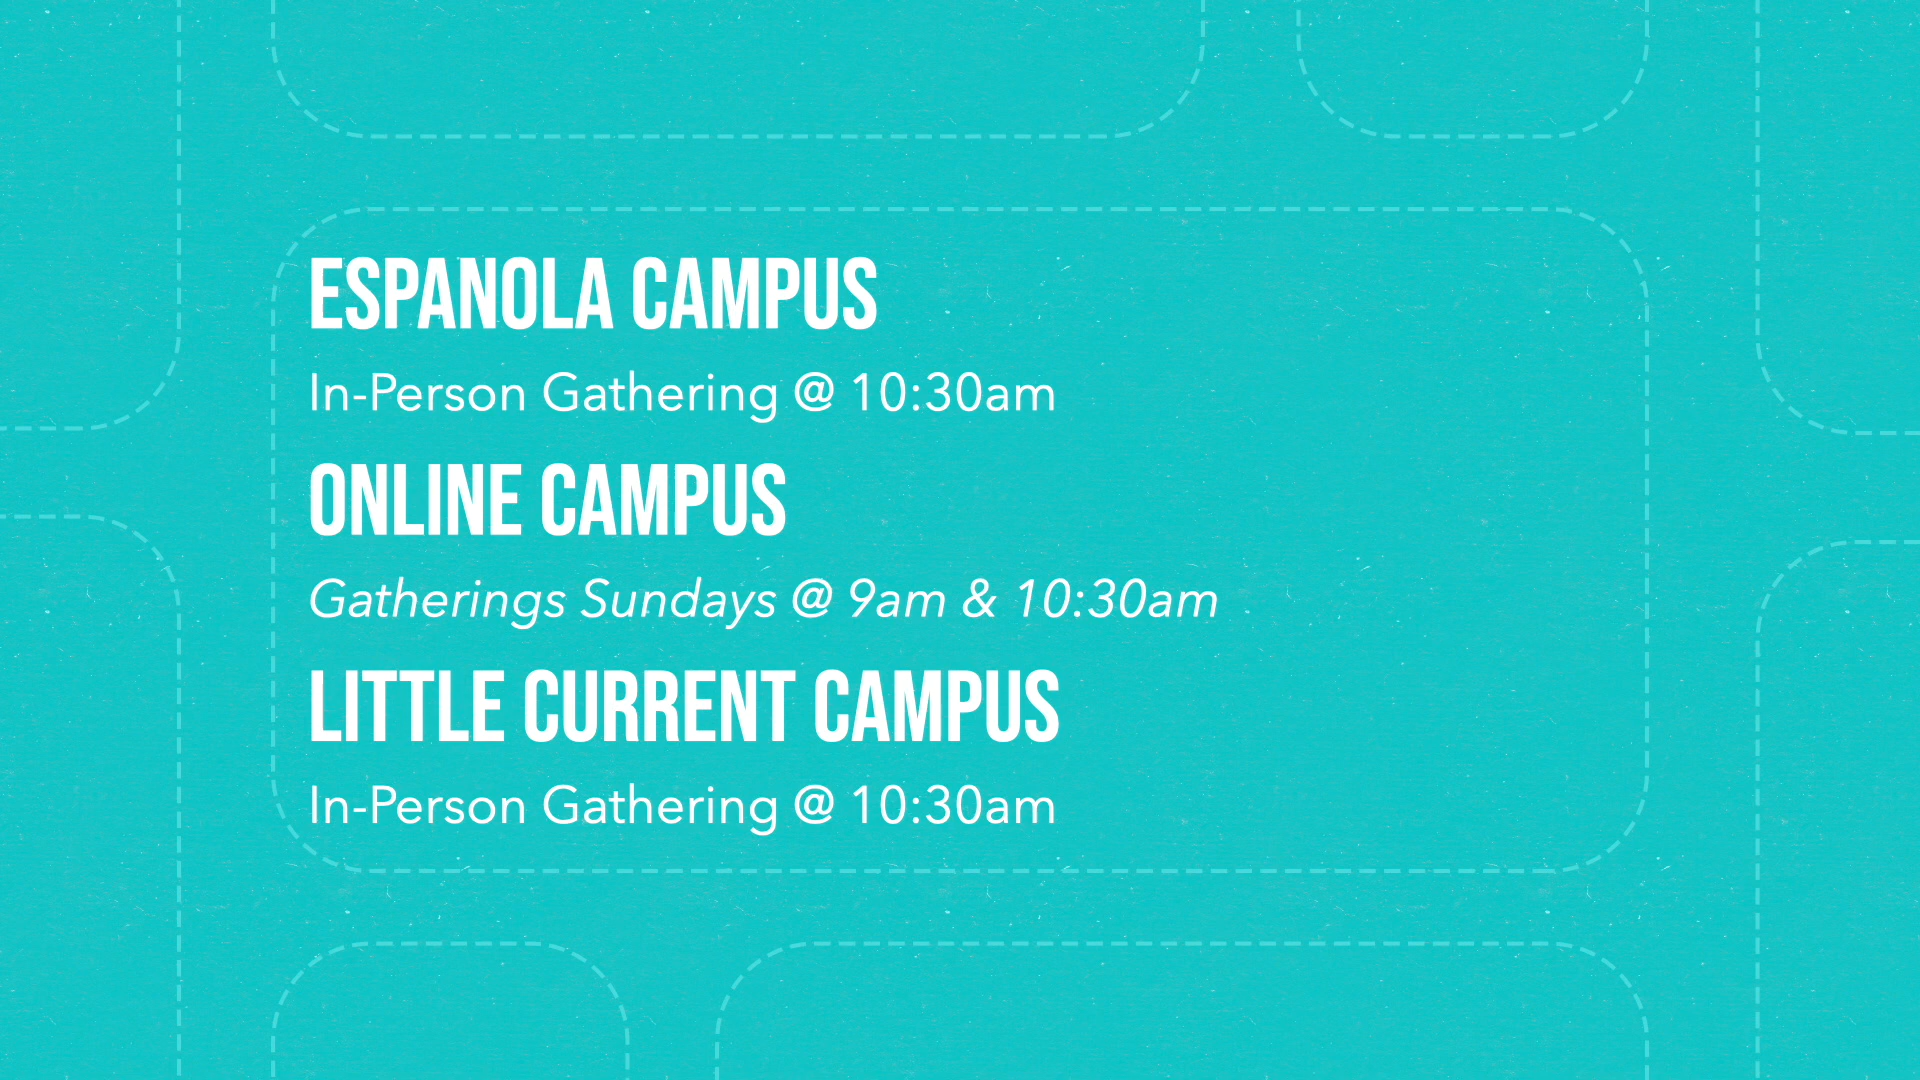 ESPANOLA CAMPUS
In-Person Gathering @ 10:30am
ONLINE CAMPUS
Gatherings Sundays @ 9am & 10:30am
LITTLE CURRENT CAMPUS
In-Person Gathering @ 10:30am